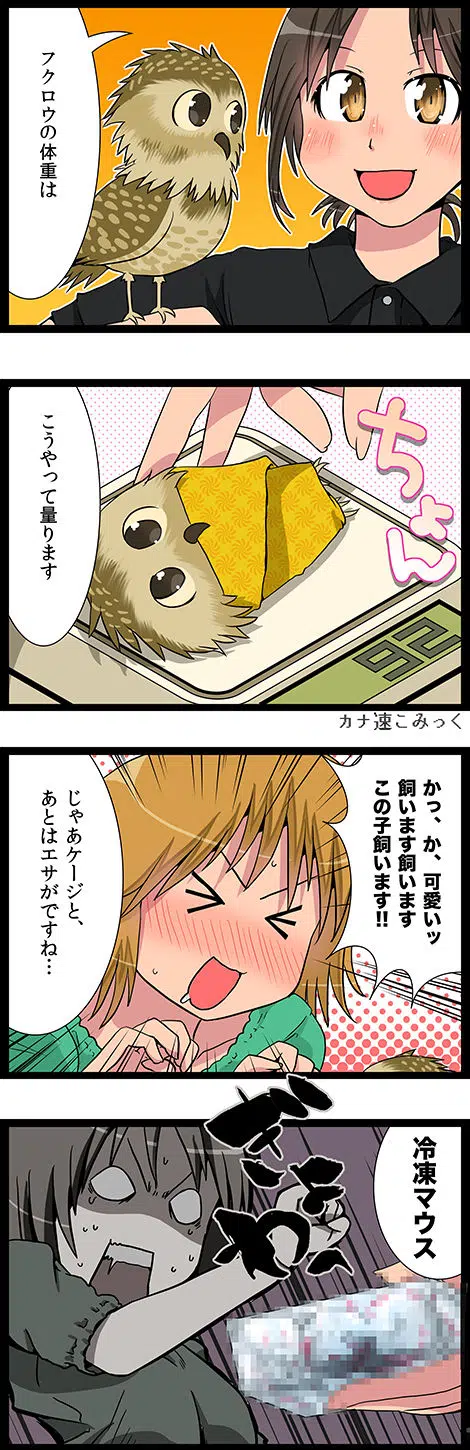 フクロウの体重は
ちょん
こうやって量ります
92
カナ速こみっく
かっ、か、可愛いッ
飼います飼います
この子飼います!!
じゃあケージと、
あとはエサがですね…
冷凍マウス